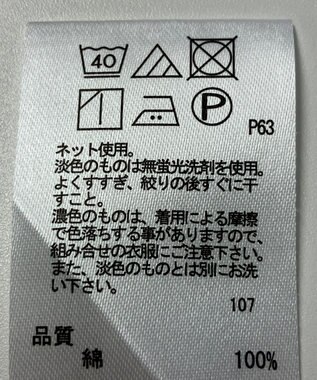 40
P
P63
ネット使用。
淡色のものは無蛍光洗剤を使用。
よくすすぎ、絞りの後すぐに干
すこと。
濃色のものは、着用による摩擦
で色落ちする事がありますので、
組み合せの衣服にご注意下さい。
また、淡色のものとは別にお洗
い下さい。
107
品質
綿 100%